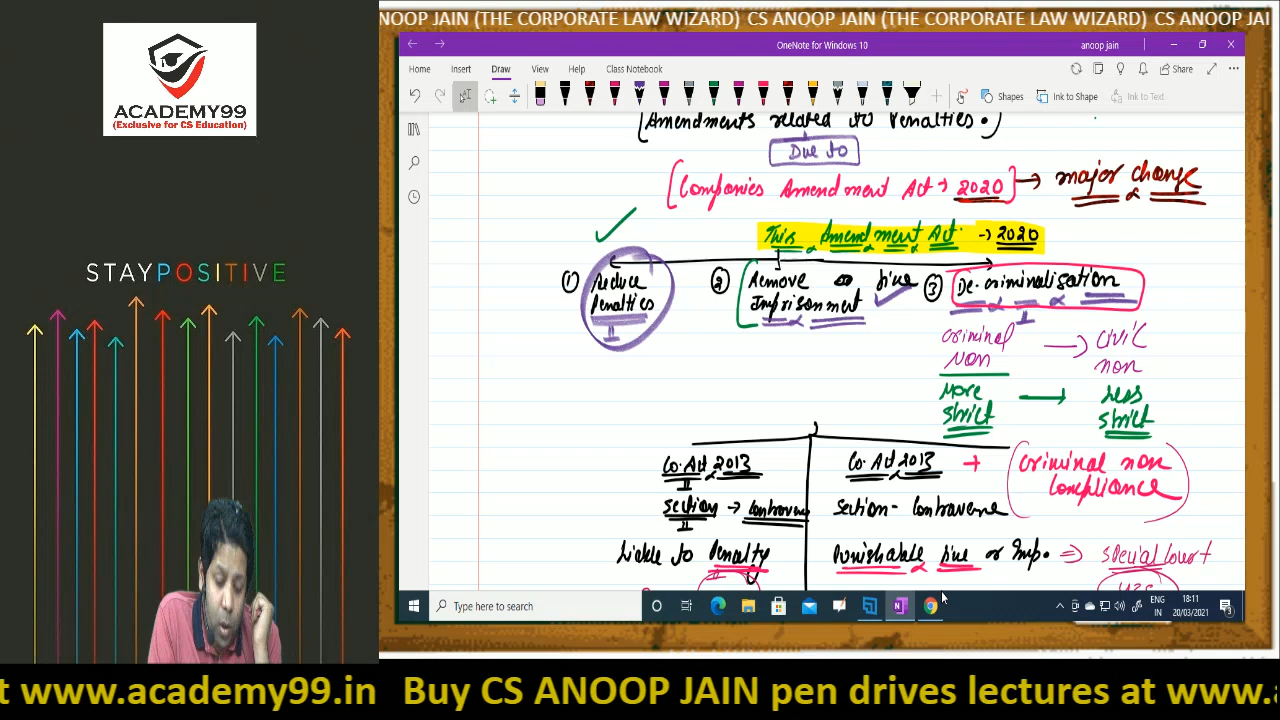 NOOP JAIN (THE CORPORATE LAW WIZARD) CS ANOOP JAIN (THE CORPORATE LAW WIZARD) CS ANOOP JAI
ACADEMY99
(Exclusive for CS Education)
STAYPOSITIVE
OneNote for Windows 10
anoop jain
Home Insert Draw View Help Class Notebook
Share
Shapes Ink to Shape Ink to Text
[Amendments related to Penalties.]
Due to
[Companies Amendment Act → 2020] → major change
This Amendment Act. → 2020
① Reduce Penalties
② Remove or fine Imprisonment
③ De-criminalisation
criminal non → civil non
More strict → less strict
Co. Act 2013
Section → Contravene
liable to Penalty
Co. Act 2013 + (criminal non compliance)
Section - Contravene
Punishable fine or Imp. ⇒ special court
Type here to search
ENG
IN
18:11
20/03/2021
3
t www.academy99.in Buy CS ANOOP JAIN pen drives lectures at www.a